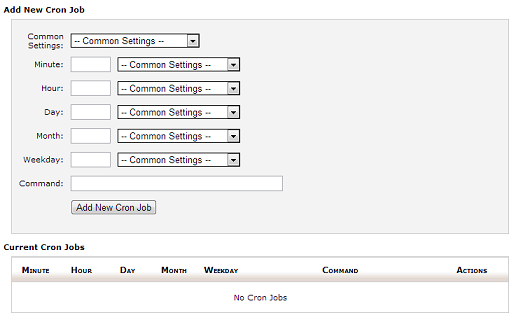 Add New Cron Job
Common Settings: -- Common Settings --
Minute: -- Common Settings --
Hour: -- Common Settings --
Day: -- Common Settings --
Month: -- Common Settings --
Weekday: -- Common Settings --
Command:
Add New Cron Job
Current Cron Jobs
Minute Hour Day Month Weekday Command Actions
No Cron Jobs